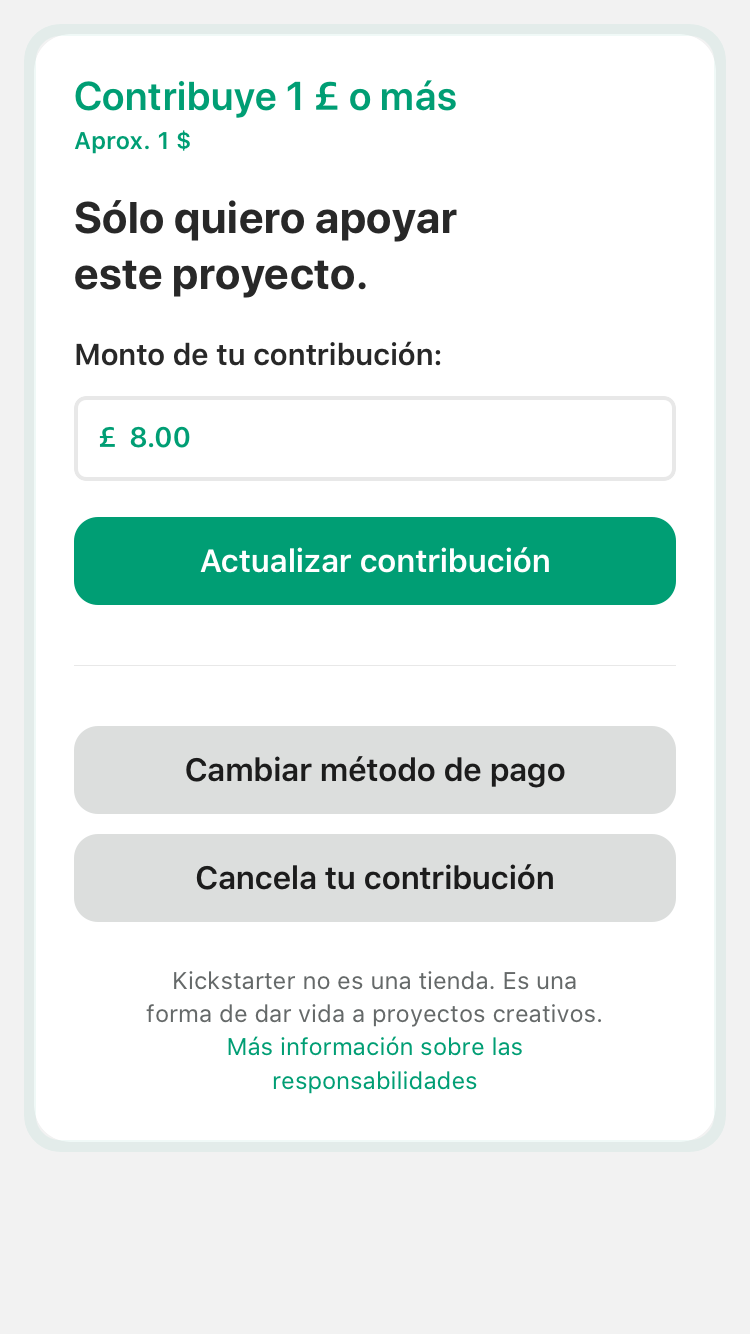 Contribuye 1 £ o más
Aprox. 1 $
Sólo quiero apoyar
este proyecto.
Monto de tu contribución:
£ 8.00
Actualizar contribución
Cambiar método de pago
Cancela tu contribución
Kickstarter no es una tienda. Es una
forma de dar vida a proyectos creativos.
Más información sobre las
responsabilidades